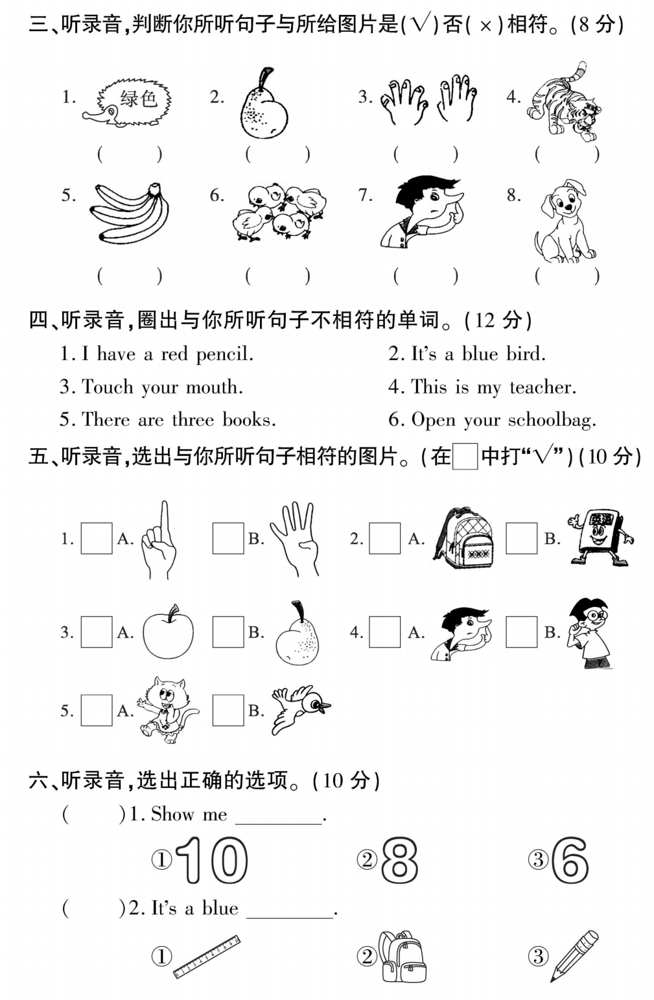 三、听录音,判断你所听句子与所给图片是(√)否(×)相符。(8 分)
1. 绿色 2. 3. 4.
( ) ( ) ( ) ( )
5. 6. 7. 8.
( ) ( ) ( ) ( )
四、听录音,圈出与你所听句子不相符的单词。(12 分)
1. I have a red pencil. 2. It's a blue bird.
3. Touch your mouth. 4. This is my teacher.
5. There are three books. 6. Open your schoolbag.
五、听录音,选出与你所听句子相符的图片。(在□中打“√”)(10 分)
1. □ A. □ B. 2. □ A. □ B. 英语
3. □ A. □ B. 4. □ A. □ B.
5. □ A. □ B.
六、听录音,选出正确的选项。(10 分)
( )1. Show me ________.
①10 ②8 ③6
( )2. It's a blue ________.
① ② ③